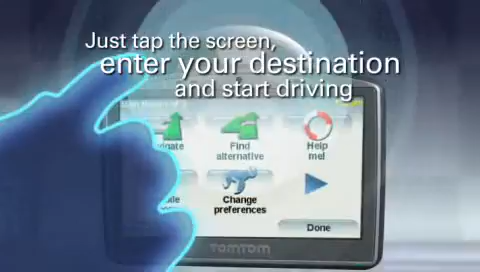 Just tap the screen,
enter your destination
and start driving
Find
alternative
Help
me!
Change
preferences
Done
TOMTOM